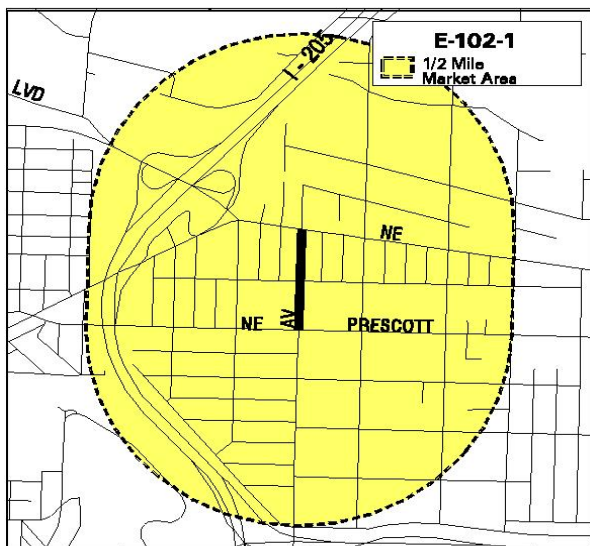 E-102-1
1/2 Mile
Market Area
I - 205
LVD
NE
AV
NE PRESCOTT